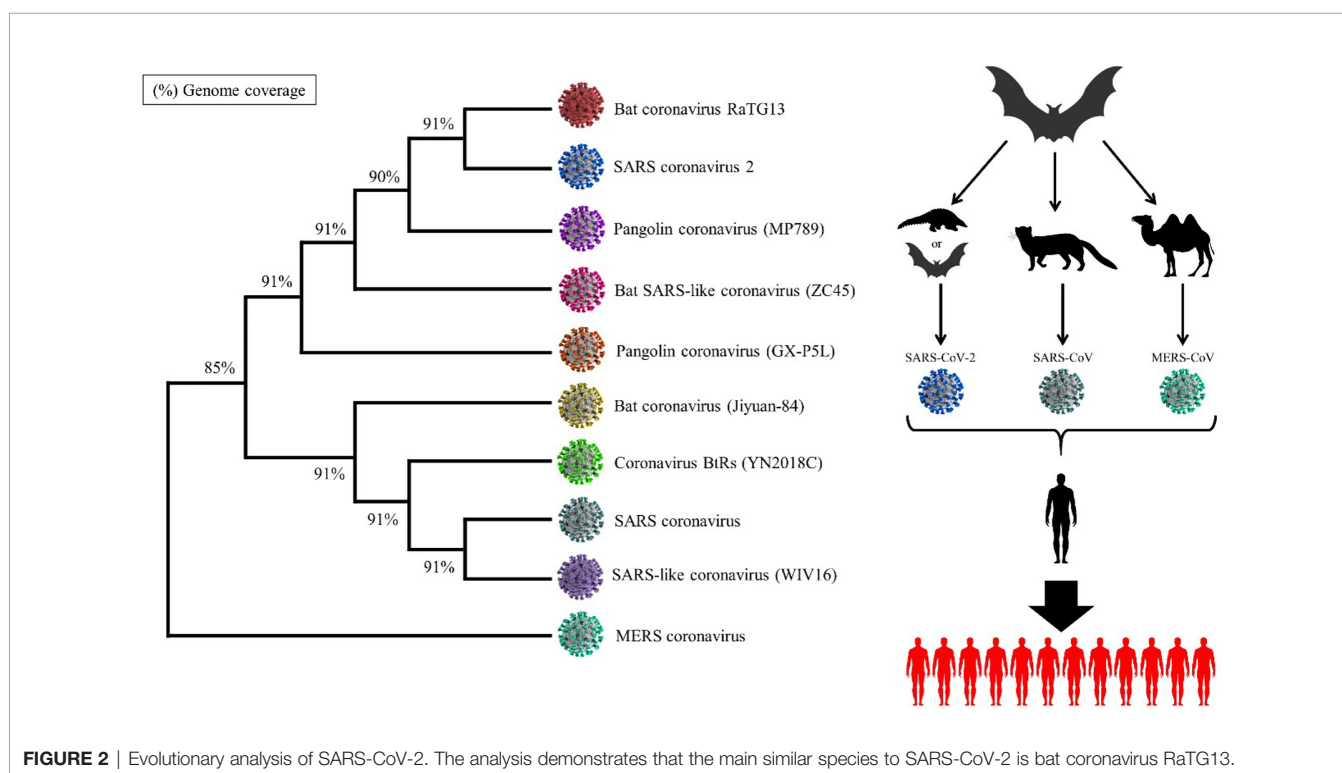 (%) Genome coverage
91%
90%
91%
91%
85%
91%
91%
91%
Bat coronavirus RaTG13
SARS coronavirus 2
Pangolin coronavirus (MP789)
Bat SARS-like coronavirus (ZC45)
Pangolin coronavirus (GX-P5L)
Bat coronavirus (Jiyuan-84)
Coronavirus BtRs (YN2018C)
SARS coronavirus
SARS-like coronavirus (WIV16)
MERS coronavirus
or
SARS-CoV-2
SARS-CoV
MERS-CoV
FIGURE 2 | Evolutionary analysis of SARS-CoV-2. The analysis demonstrates that the main similar species to SARS-CoV-2 is bat coronavirus RaTG13.